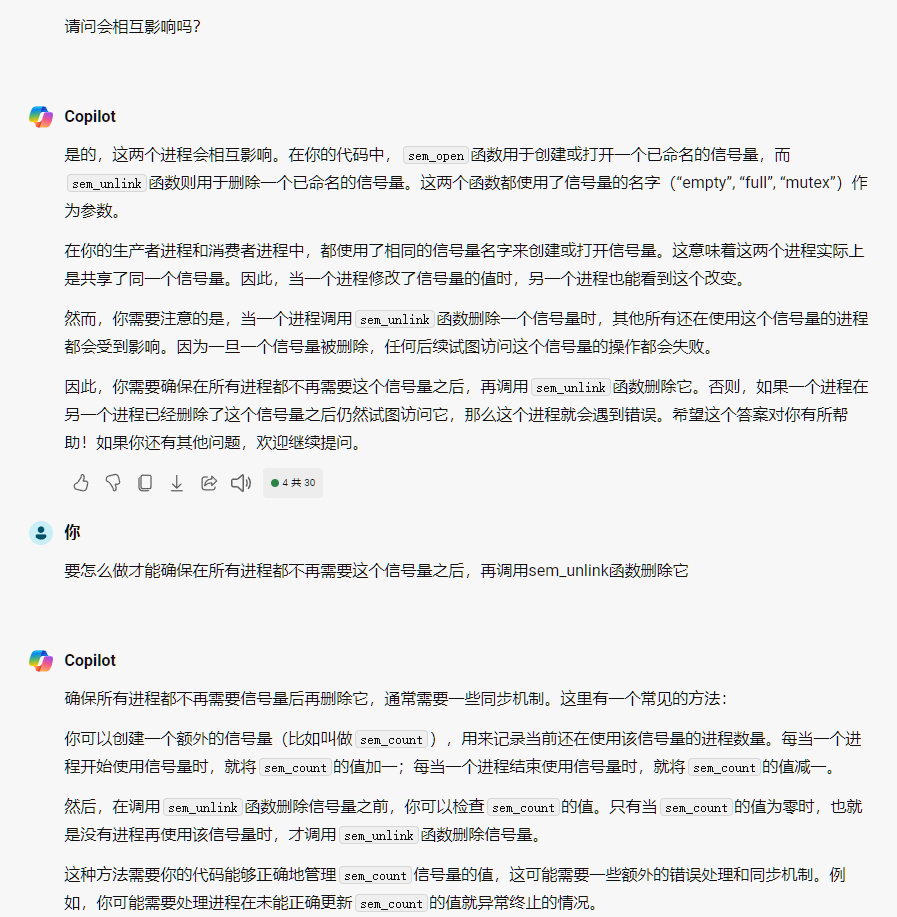 请问会相互影响吗?
Copilot
是的，这两个进程会相互影响。在你的代码中， sem_open 函数用于创建或打开一个已命名的信号量，而
sem_unlink 函数则用于删除一个已命名的信号量。这两个函数都使用了信号量的名字（“empty”, “full”, “mutex”）作
为参数。
在你的生产者进程和消费者进程中，都使用了相同的信号量名字来创建或打开信号量。这意味着这两个进程实际上
是共享了同一个信号量。因此，当一个进程修改了信号量的值时，另一个进程也能看到这个改变。
然而，你需要注意的是，当一个进程调用 sem_unlink 函数删除一个信号量时，其他所有还在使用这个信号量的进程
都会受到影响。因为一旦一个信号量被删除，任何后续试图访问这个信号量的操作都会失败。
因此，你需要确保在所有进程都不再需要这个信号量之后，再调用 sem_unlink 函数删除它。否则，如果一个进程在
另一个进程已经删除了这个信号量之后仍然试图访问它，那么这个进程就会遇到错误。希望这个答案对你有所帮
助！如果你还有其他问题，欢迎继续提问。
4 共 30
你
要怎么做才能确保在所有进程都不再需要这个信号量之后，再调用sem_unlink函数删除它
Copilot
确保所有进程都不再需要信号量后再删除它，通常需要一些同步机制。这里有一个常见的方法：
你可以创建一个额外的信号量（比如叫做 sem_count ），用来记录当前还在使用该信号量的进程数量。每当一个进
程开始使用信号量时，就将 sem_count 的值加一；每当一个进程结束使用信号量时，就将 sem_count 的值减一。
然后，在调用 sem_unlink 函数删除信号量之前，你可以检查 sem_count 的值。只有当 sem_count 的值为零时，也就
是没有进程再使用该信号量时，才调用 sem_unlink 函数删除信号量。
这种方法需要你的代码能够正确地管理 sem_count 信号量的值，这可能需要一些额外的错误处理和同步机制。例
如，你可能需要处理进程在未能正确更新 sem_count 的值就异常终止的情况。